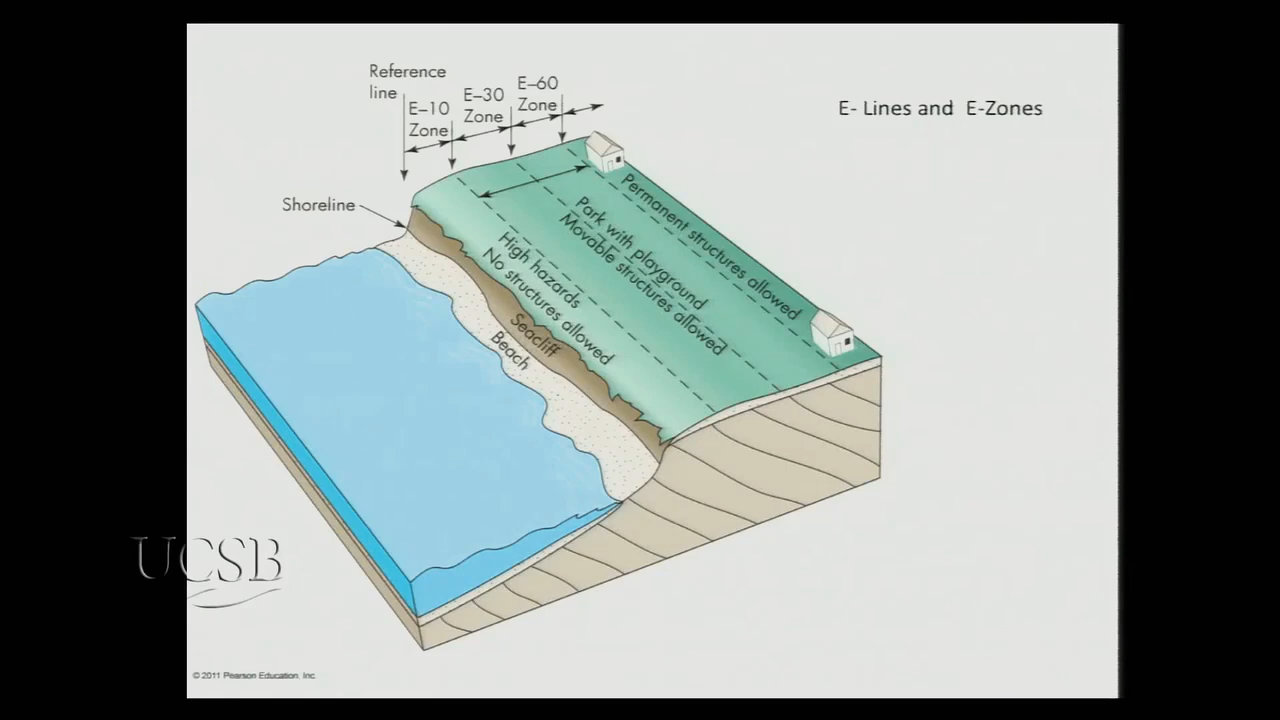 E- Lines and E-Zones
Reference
line
E–10
Zone
E–30
Zone
E–60
Zone
Shoreline
Permanent structures allowed
Park with playground
Movable structures allowed
High hazards
No structures allowed
Seacliff
Beach
UCSB
© 2011 Pearson Education, Inc.